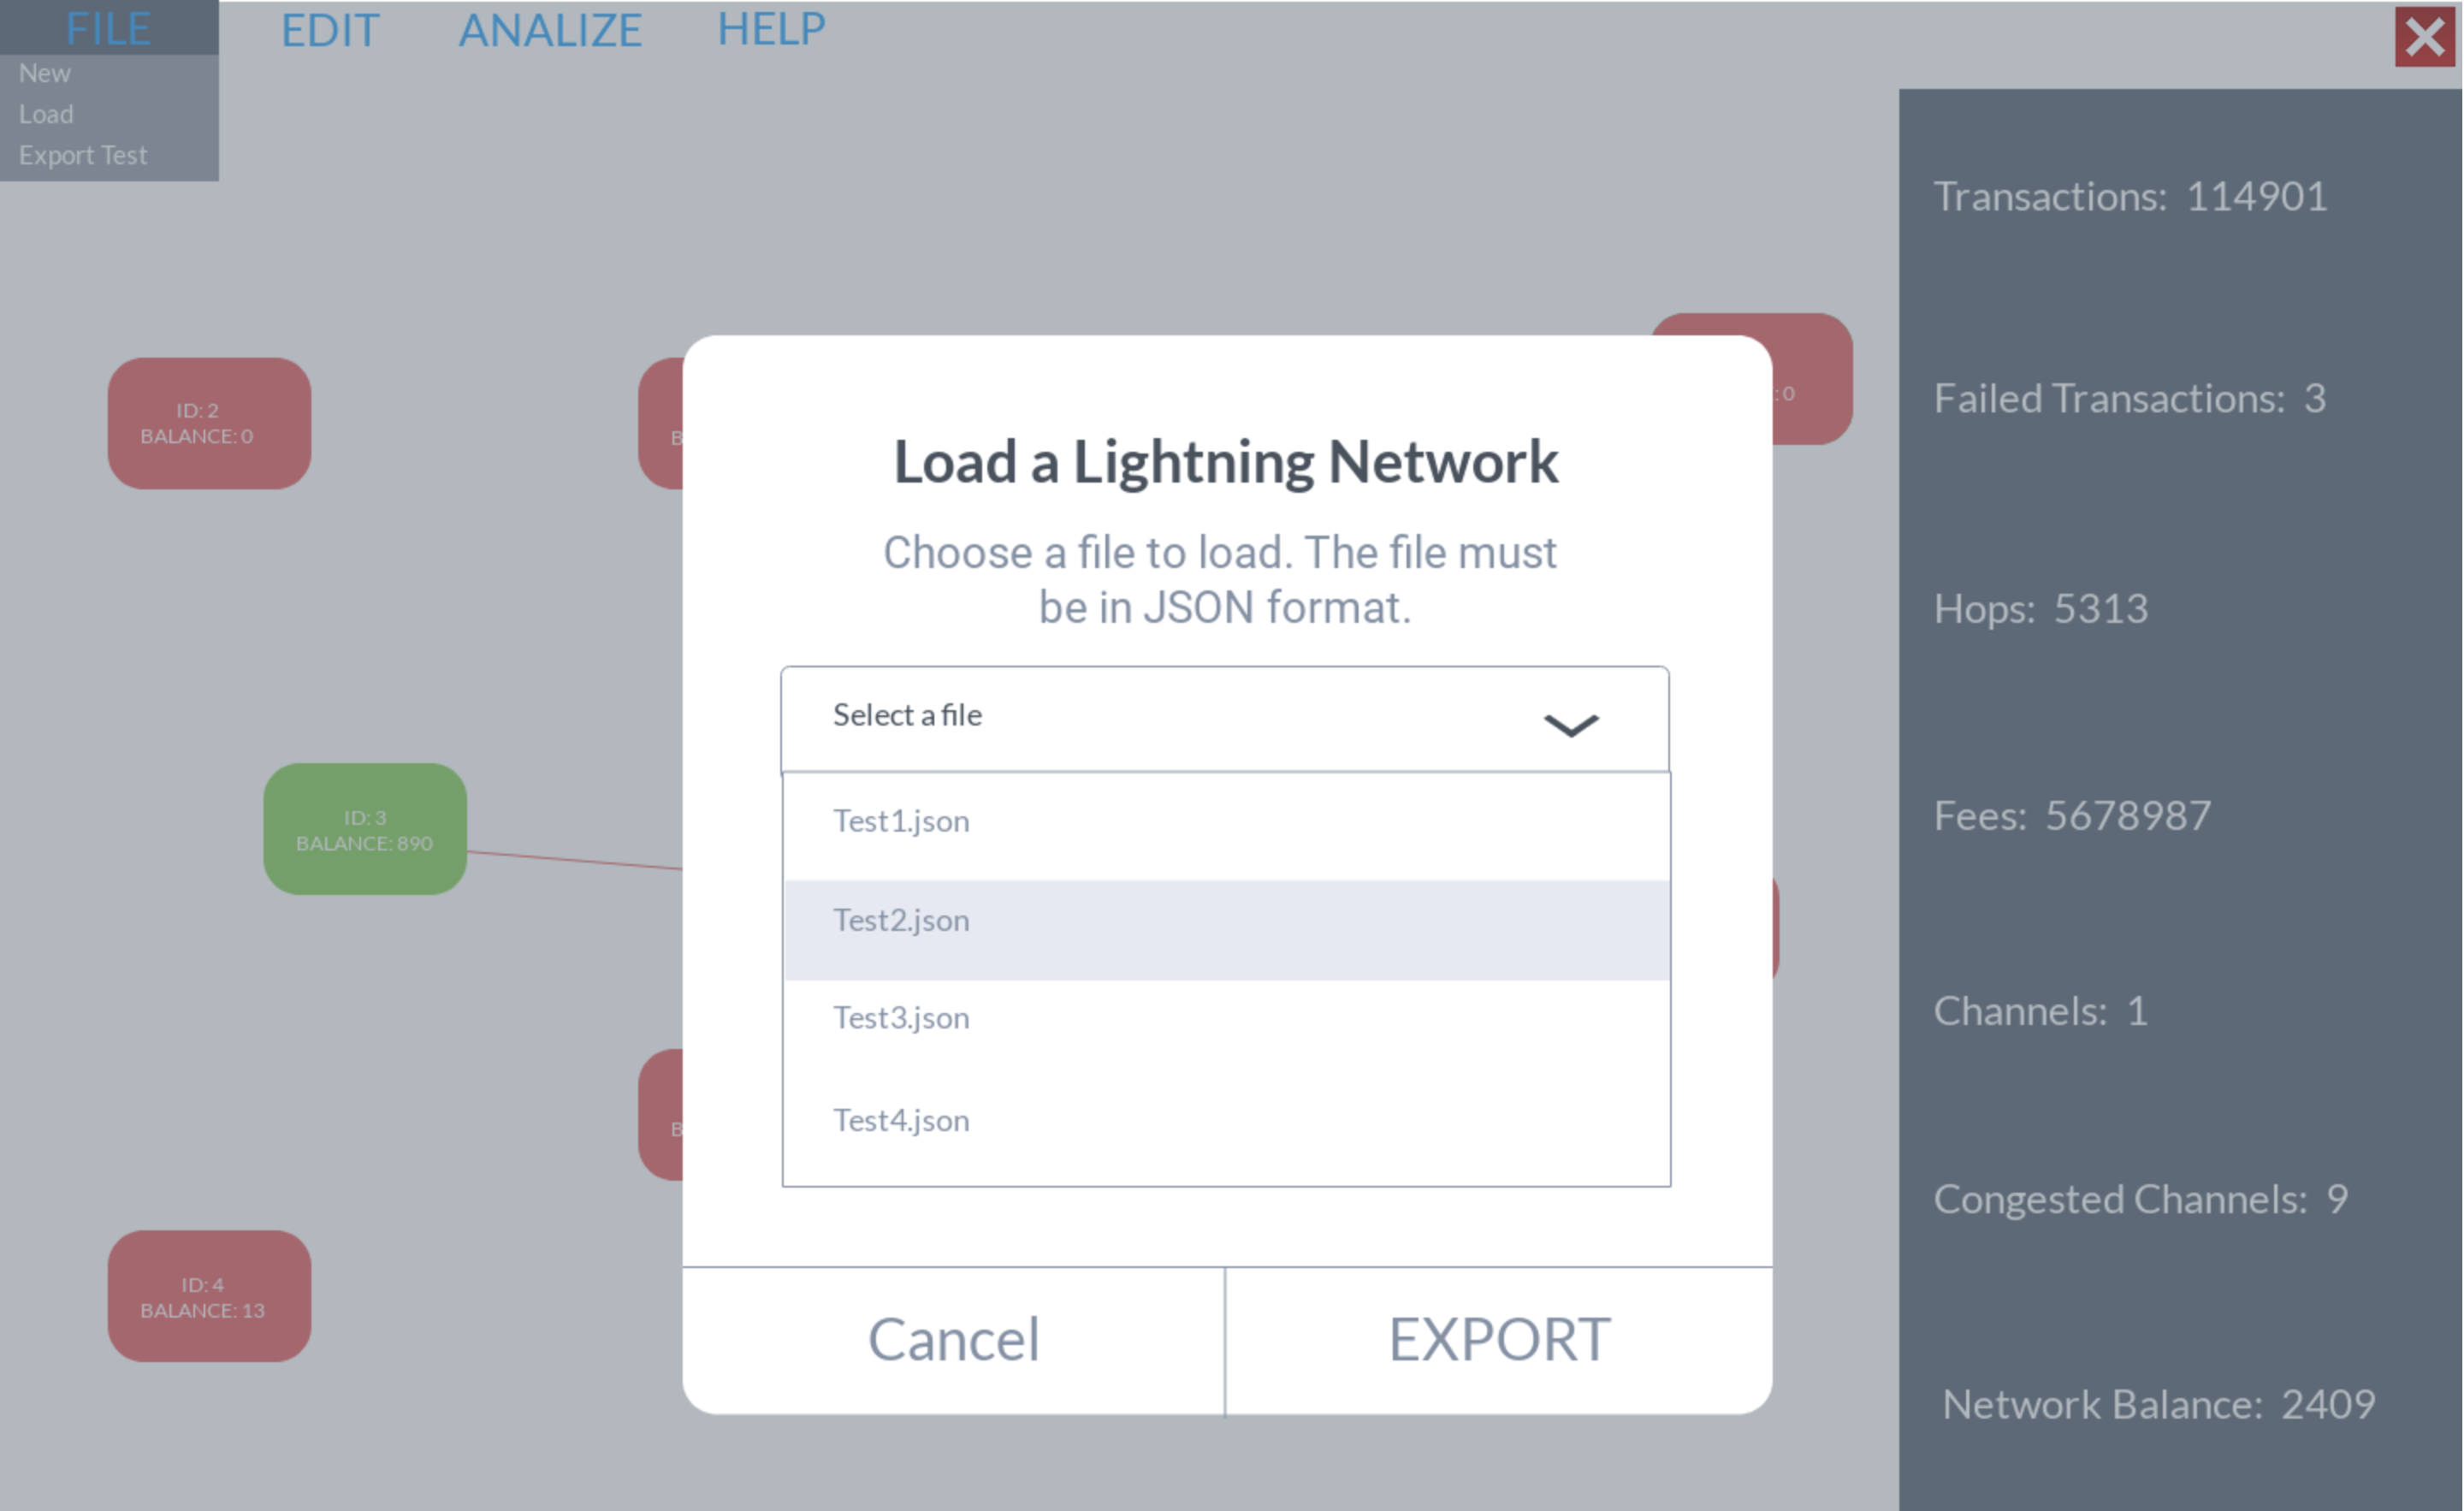 FILE EDIT ANALIZE HELP
New
Load
Export Test
Transactions: 114901
Failed Transactions: 3
Hops: 5313
Fees: 5678987
Channels: 1
Congested Channels: 9
Network Balance: 2409
ID: 2
BALANCE: 0
B
: 0
ID: 3
BALANCE: 890
B
ID: 4
BALANCE: 13
Load a Lightning Network
Choose a file to load. The file must
be in JSON format.
Select a file
Test1.json
Test2.json
Test3.json
Test4.json
Cancel EXPORT